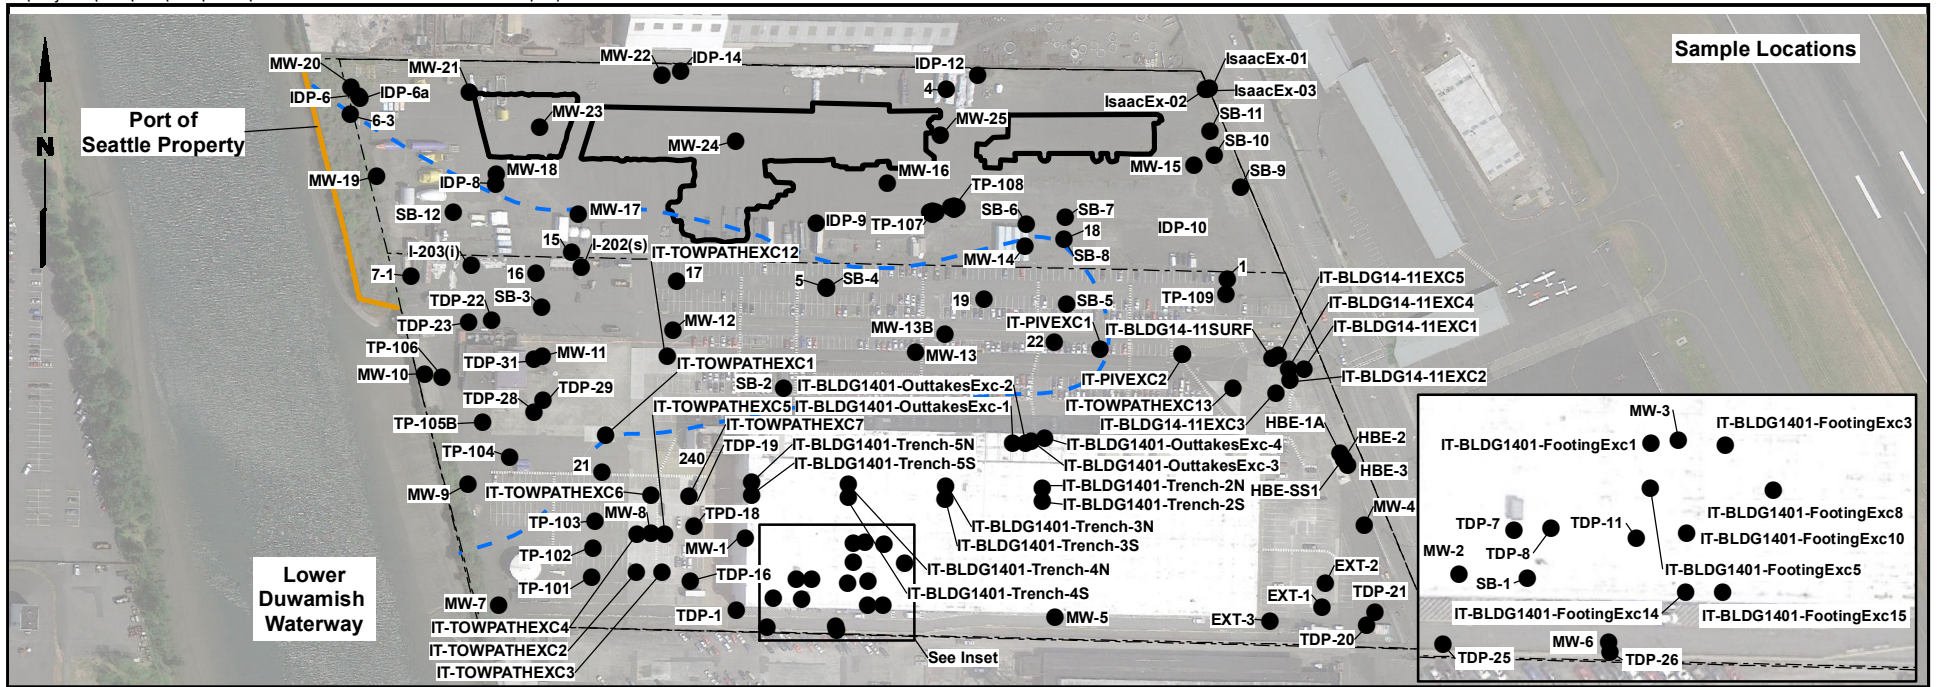 Sample Locations
N
Port of
Seattle Property
Lower
Duwamish
Waterway
See Inset
MW-20
MW-21
MW-22
IDP-14
IDP-12
IsaacEx-01
IDP-6
IDP-6a
4
IsaacEx-02
IsaacEx-03
6-3
MW-23
MW-24
MW-25
SB-11
SB-10
MW-19
IDP-8
MW-18
MW-16
MW-15
SB-9
TP-108
SB-12
MW-17
IDP-9
TP-107
SB-6
SB-7
IDP-10
15
I-202(s)
IT-TOWPATHEXC12
18
MW-14
SB-8
I-203(i)
7-1
16
17
5
SB-4
1
TP-109
TDP-22
SB-3
19
SB-5
TDP-23
MW-12
MW-13B
IT-PIVEXC1
IT-BLDG14-11SURF
IT-BLDG14-11EXC5
IT-BLDG14-11EXC4
IT-BLDG14-11EXC1
TP-106
MW-11
TDP-31
MW-13
22
MW-10
IT-TOWPATHEXC1
SB-2
IT-BLDG1401-OuttakesExc-2
IT-PIVEXC2
IT-BLDG14-11EXC2
TDP-29
TDP-28
IT-TOWPATHEXC5
IT-BLDG1401-OuttakesExc-1
IT-TOWPATHEXC13
TP-105B
IT-TOWPATHEXC7
IT-BLDG14-11EXC3
HBE-1A
HBE-2
TDP-19
IT-BLDG1401-Trench-5N
IT-BLDG1401-OuttakesExc-4
TP-104
240
IT-BLDG1401-Trench-5S
IT-BLDG1401-OuttakesExc-3
HBE-3
21
MW-9
IT-TOWPATHEXC6
IT-BLDG1401-Trench-2N
HBE-SS1
IT-BLDG1401-Trench-2S
TP-103
MW-8
TPD-18
IT-BLDG1401-Trench-3N
MW-4
MW-1
IT-BLDG1401-Trench-3S
TP-102
IT-BLDG1401-Trench-4N
EXT-2
TP-101
TDP-16
IT-BLDG1401-Trench-4S
EXT-1
TDP-21
MW-7
TDP-1
MW-5
EXT-3
IT-TOWPATHEXC4
TDP-20
IT-TOWPATHEXC2
IT-TOWPATHEXC3
MW-3
IT-BLDG1401-FootingExc3
IT-BLDG1401-FootingExc1
IT-BLDG1401-FootingExc8
TDP-7
TDP-11
IT-BLDG1401-FootingExc10
MW-2
TDP-8
IT-BLDG1401-FootingExc5
SB-1
IT-BLDG1401-FootingExc14
IT-BLDG1401-FootingExc15
TDP-25
MW-6
TDP-26